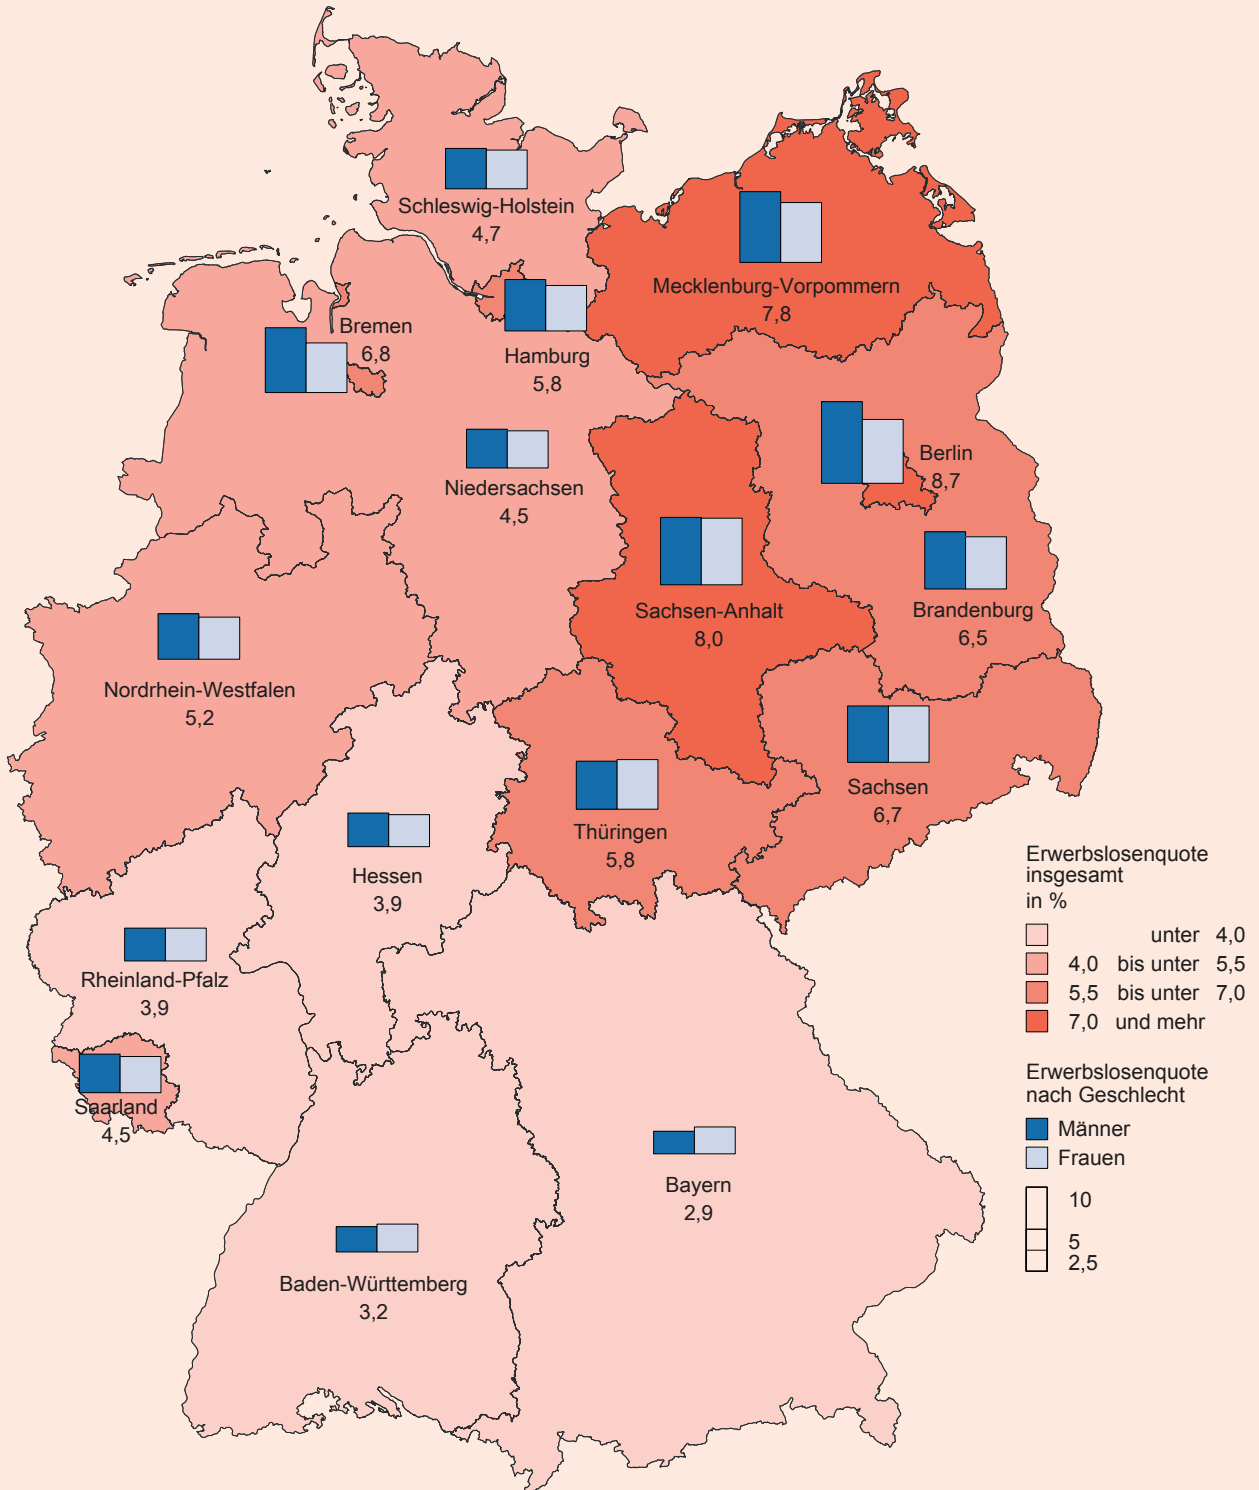 Schleswig-Holstein
4,7
Mecklenburg-Vorpommern
7,8
Bremen
6,8
Hamburg
5,8
Berlin
8,7
Niedersachsen
4,5
Sachsen-Anhalt
8,0
Brandenburg
6,5
Nordrhein-Westfalen
5,2
Sachsen
6,7
Thüringen
5,8
Hessen
3,9
Rheinland-Pfalz
3,9
Saarland
4,5
Bayern
2,9
Baden-Württemberg
3,2
Erwerbslosenquote
insgesamt
in %
unter 4,0
4,0 bis unter 5,5
5,5 bis unter 7,0
7,0 und mehr
Erwerbslosenquote
nach Geschlecht
Männer
Frauen
10
5
2,5